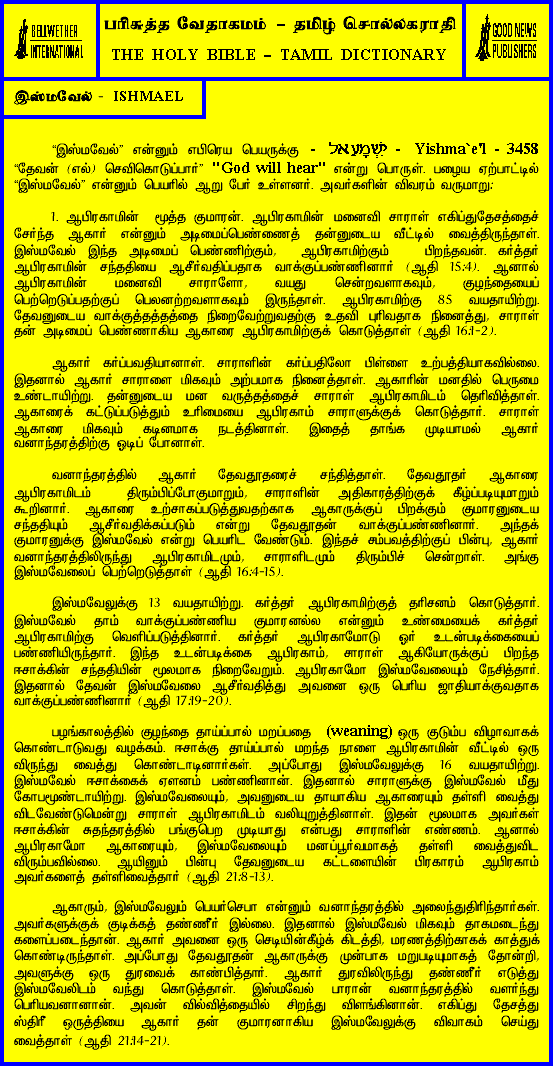 BELLWETHER
INTERNATIONAL
பரிசுத்த வேதாகமம் – தமிழ் சொல்லகராதி
THE HOLY BIBLE – TAMIL DICTIONARY
GOOD NEWS
PUBLISHERS
இஸ்மவேல் - ISHMAEL
“இஸ்மவேல்” என்னும் எபிரெய பெயருக்கு - יִשְׁמָעֵאל - Yishma`e'l - 3458
“தேவன் (எல்) செவிகொடுப்பார்” "God will hear" என்று பொருள். பழைய ஏற்பாட்டில்
“இஸ்மவேல்” என்னும் பெயரில் ஆறு பேர் உள்ளனர். அவர்களின் விவரம் வருமாறு:
1. ஆபிரகாமின் மூத்த குமாரன். ஆபிரகாமின் மனைவி சாராள் எகிப்துதேசத்தைச்
சேர்ந்த ஆகார் என்னும் அடிமைப்பெண்ணைத் தன்னுடைய வீட்டில் வைத்திருந்தாள்.
இஸ்மவேல் இந்த அடிமைப் பெண்ணிற்கும், ஆபிரகாமிற்கும் பிறந்தவன். கர்த்தர்
ஆபிரகாமின் சந்ததியை ஆசீர்வதிப்பதாக வாக்குப்பண்ணினார் (ஆதி 15:4). ஆனால்
ஆபிரகாமின் மனைவி சாராளோ, வயது சென்றவளாகவும், குழந்தையைப்
பெற்றெடுப்பதற்குப் பெலனற்றவளாகவும் இருந்தாள். ஆபிரகாமிற்கு 85 வயதாயிற்று.
தேவனுடைய வாக்குத்தத்தத்தை நிறைவேற்றுவதற்கு உதவி புரிவதாக நினைத்து, சாராள்
தன் அடிமைப் பெண்ணாகிய ஆகாரை ஆபிரகாமிற்குக் கொடுத்தாள் (ஆதி 16:1-2).
ஆகார் கர்ப்பவதியானாள். சாராளின் கர்ப்பதிலோ பிள்ளை உற்பத்தியாகவில்லை.
இதனால் ஆகார் சாராளை மிகவும் அற்பமாக நினைத்தாள். ஆகாரின் மனதில் பெருமை
உண்டாயிற்று. தன்னுடைய மன வருத்தத்தைச் சாராள் ஆபிரகாமிடம் தெரிவித்தாள்.
ஆகாரைக் கட்டுப்படுத்தும் உரிமையை ஆபிரகாம் சாராளுக்குக் கொடுத்தார். சாராள்
ஆகாரை மிகவும் கடினமாக நடத்தினாள். இதைத் தாங்க முடியாமல் ஆகார்
வனாந்தரத்திற்கு ஓடிப் போனாள்.
வனாந்தரத்தில் ஆகார் தேவதூதரைச் சந்தித்தாள். தேவதூதர் ஆகாரை
ஆபிரகாமிடம் திரும்பிப்போகுமாறும், சாராளின் அதிகாரத்திற்குக் கீழ்ப்படியுமாறும்
கூறினார். ஆகாரை உற்சாகப்படுத்துவதற்காக ஆகாருக்குப் பிறக்கும் குமாரனுடைய
சந்ததியும் ஆசீர்வதிக்கப்படும் என்று தேவதூதன் வாக்குப்பண்ணினார். அந்தக்
குமாரனுக்கு இஸ்மவேல் என்று பெயரிட வேண்டும். இந்தச் சம்பவத்திற்குப் பின்பு, ஆகார்
வனாந்தரத்திலிருந்து ஆபிரகாமிடமும், சாராளிடமும் திரும்பிச் சென்றாள். அங்கு
இஸ்மவேலைப் பெற்றெடுத்தாள் (ஆதி 16:4-15).
இஸ்மவேலுக்கு 13 வயதாயிற்று. கர்த்தர் ஆபிரகாமிற்குத் தரிசனம் கொடுத்தார்.
இஸ்மவேல் தாம் வாக்குப்பண்ணிய குமாரனல்ல என்னும் உண்மையைக் கர்த்தர்
ஆபிரகாமிற்கு வெளிப்படுத்தினார். கர்த்தர் ஆபிரகாமோடு ஓர் உடன்படிக்கையைப்
பண்ணியிருந்தார். இந்த உடன்படிக்கை ஆபிரகாம், சாராள் ஆகியோருக்குப் பிறந்த
ஈசாக்கின் சந்ததியின் மூலமாக நிறைவேறும். ஆபிரகாமோ இஸ்மவேலையும் நேசித்தார்.
இதனால் தேவன் இஸ்மவேலை ஆசீர்வதித்து அவனை ஒரு பெரிய ஜாதியாக்குவதாக
வாக்குப்பண்ணினார் (ஆதி 17:19-20).
பழங்காலத்தில் குழந்தை தாய்ப்பால் மறப்பதை (weaning) ஒரு குடும்ப விழாவாகக்
கொண்டாடுவது வழக்கம். ஈசாக்கு தாய்ப்பால் மறந்த நாளை ஆபிரகாமின் வீட்டில் ஒரு
விருந்து வைத்து கொண்டாடினார்கள். அப்போது இஸ்மவேலுக்கு 16 வயதாயிற்று.
இஸ்மவேல் ஈசாக்கைக் ஏளனம் பண்ணினான். இதனால் சாராளுக்கு இஸ்மவேல் மீது
கோபமூண்டாயிற்று. இஸ்மவேலையும், அவனுடைய தாயாகிய ஆகாரையும் தள்ளி வைத்து
விடவேண்டுமென்று சாராள் ஆபிரகாமிடம் வலியுறுத்தினாள். இதன் மூலமாக அவர்கள்
ஈசாக்கின் சுதந்தரத்தில் பங்குபெற முடியாது என்பது சாராளின் எண்ணம். ஆனால்
ஆபிரகாமோ ஆகாரையும், இஸ்மவேலையும் மனப்பூர்வமாகத் தள்ளி வைத்துவிட
விரும்பவில்லை. ஆயினும் பின்பு தேவனுடைய கட்டளையின் பிரகாரம் ஆபிரகாம்
அவர்களைத் தள்ளிவைத்தார் (ஆதி 21:8-13).
ஆகாரும், இஸ்மவேலும் பெயர்செபா என்னும் வனாந்தரத்தில் அலைந்துதிரிந்தார்கள்.
அவர்களுக்குக் குடிக்கத் தண்ணீர் இல்லை. இதனால் இஸ்மவேல் மிகவும் தாகமடைந்து
களைப்படைந்தான். ஆகார் அவனை ஒரு செடியின்கீழ்க் கிடத்தி, மரணத்திற்காகக் காத்துக்
கொண்டிருந்தாள். அப்போது தேவதூதன் ஆகாருக்கு முன்பாக மறுபடியுமாகத் தோன்றி,
அவளுக்கு ஒரு துரவைக் காண்பித்தார். ஆகார் துரவிலிருந்து தண்ணீர் எடுத்து
இஸ்மவேலிடம் வந்து கொடுத்தாள். இஸ்மவேல் பாரான் வனாந்தரத்தில் வளர்ந்து
பெரியவனானான். அவன் வில்வித்தையில் சிறந்து விளங்கினான். எகிப்து தேசத்து
ஸ்திரீ ஒருத்தியை ஆகார் தன் குமாரனாகிய இஸ்மவேலுக்கு விவாகம் செய்து
வைத்தாள் (ஆதி 21:14-21).